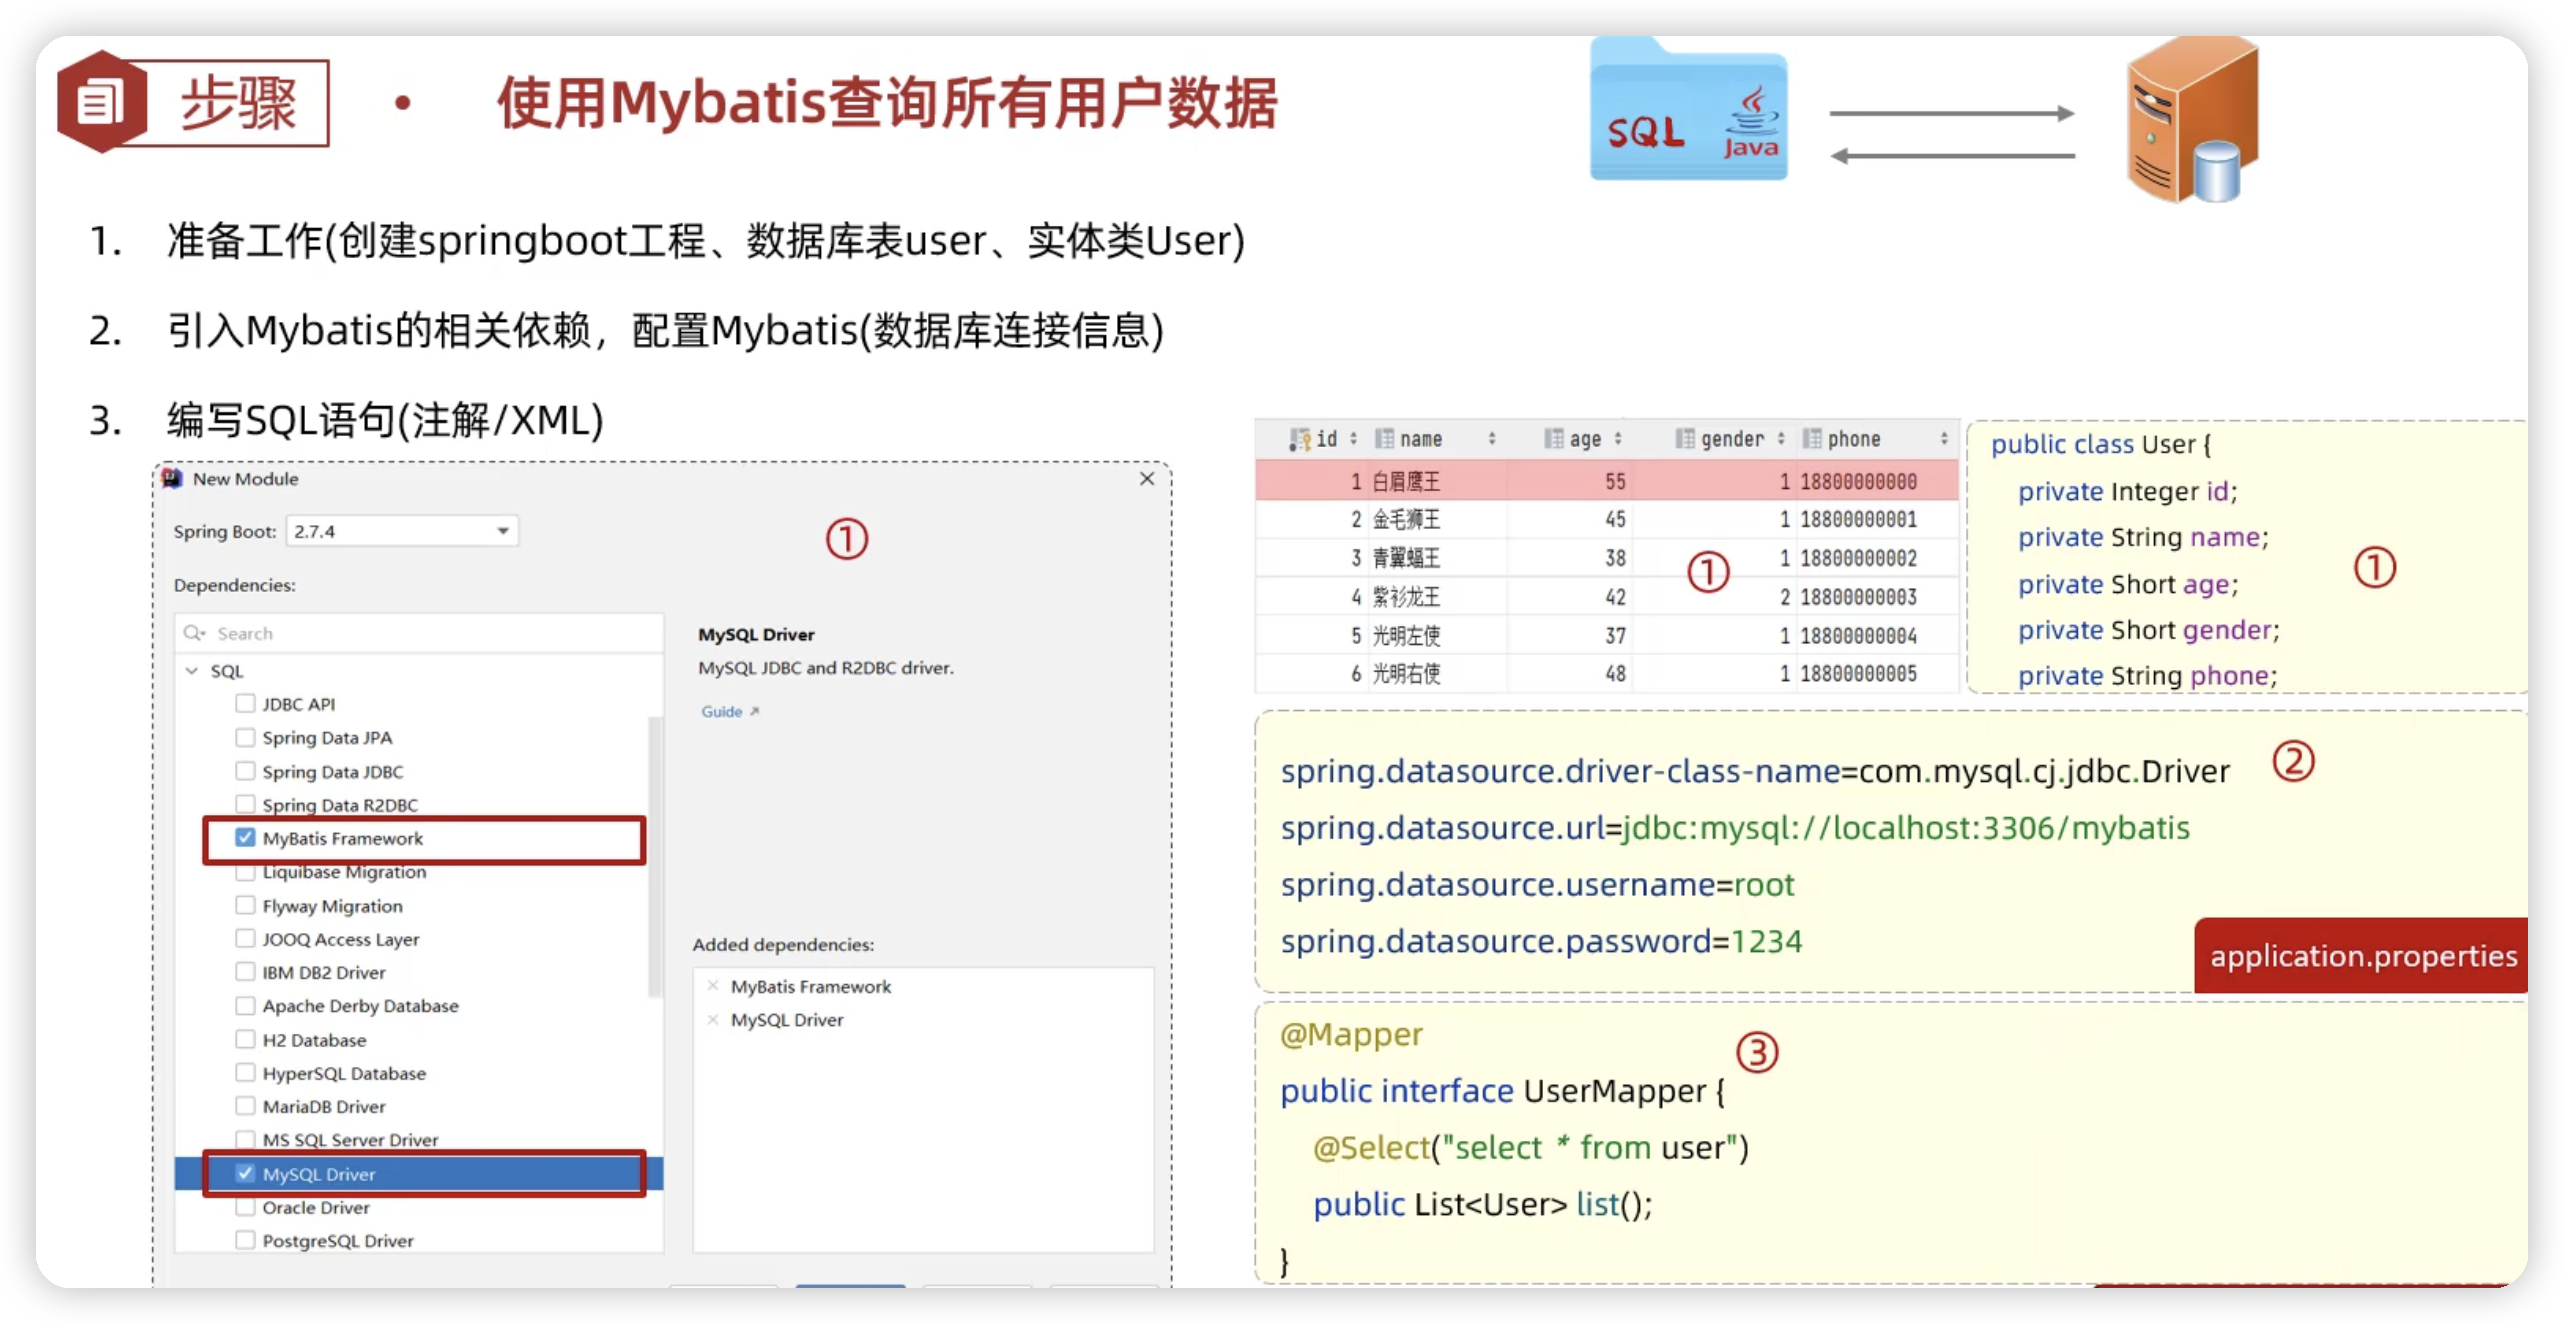 步骤
• 使用Mybatis查询所有用户数据
SQL
Java
1. 准备工作(创建springboot工程、数据库表user、实体类User)
2. 引入Mybatis的相关依赖，配置Mybatis(数据库连接信息)
3. 编写SQL语句(注解/XML)
New Module
Spring Boot: 2.7.4
①
Dependencies:
Search
SQL
JDBC API
Spring Data JPA
Spring Data JDBC
Spring Data R2DBC
MyBatis Framework
Liquibase Migration
Flyway Migration
JOOQ Access Layer
IBM DB2 Driver
Apache Derby Database
H2 Database
HyperSQL Database
MariaDB Driver
MS SQL Server Driver
MySQL Driver
Oracle Driver
PostgreSQL Driver
MySQL Driver
MySQL JDBC and R2DBC driver.
Guide ↗
Added dependencies:
× MyBatis Framework
× MySQL Driver
id name age gender phone
1 白眉鹰王 55 1 18800000000
2 金毛狮王 45 1 18800000001
3 青翼蝠王 38 1 18800000002
4 紫衫龙王 42 2 18800000003
5 光明左使 37 1 18800000004
6 光明右使 48 1 18800000005
①
public class User {
private Integer id;
private String name;
private Short age;
private Short gender;
private String phone;
①
spring.datasource.driver-class-name=com.mysql.cj.jdbc.Driver
spring.datasource.url=jdbc:mysql://localhost:3306/mybatis
spring.datasource.username=root
spring.datasource.password=1234
②
application.properties
@Mapper
public interface UserMapper {
@Select("select * from user")
public List<User> list();
}
③